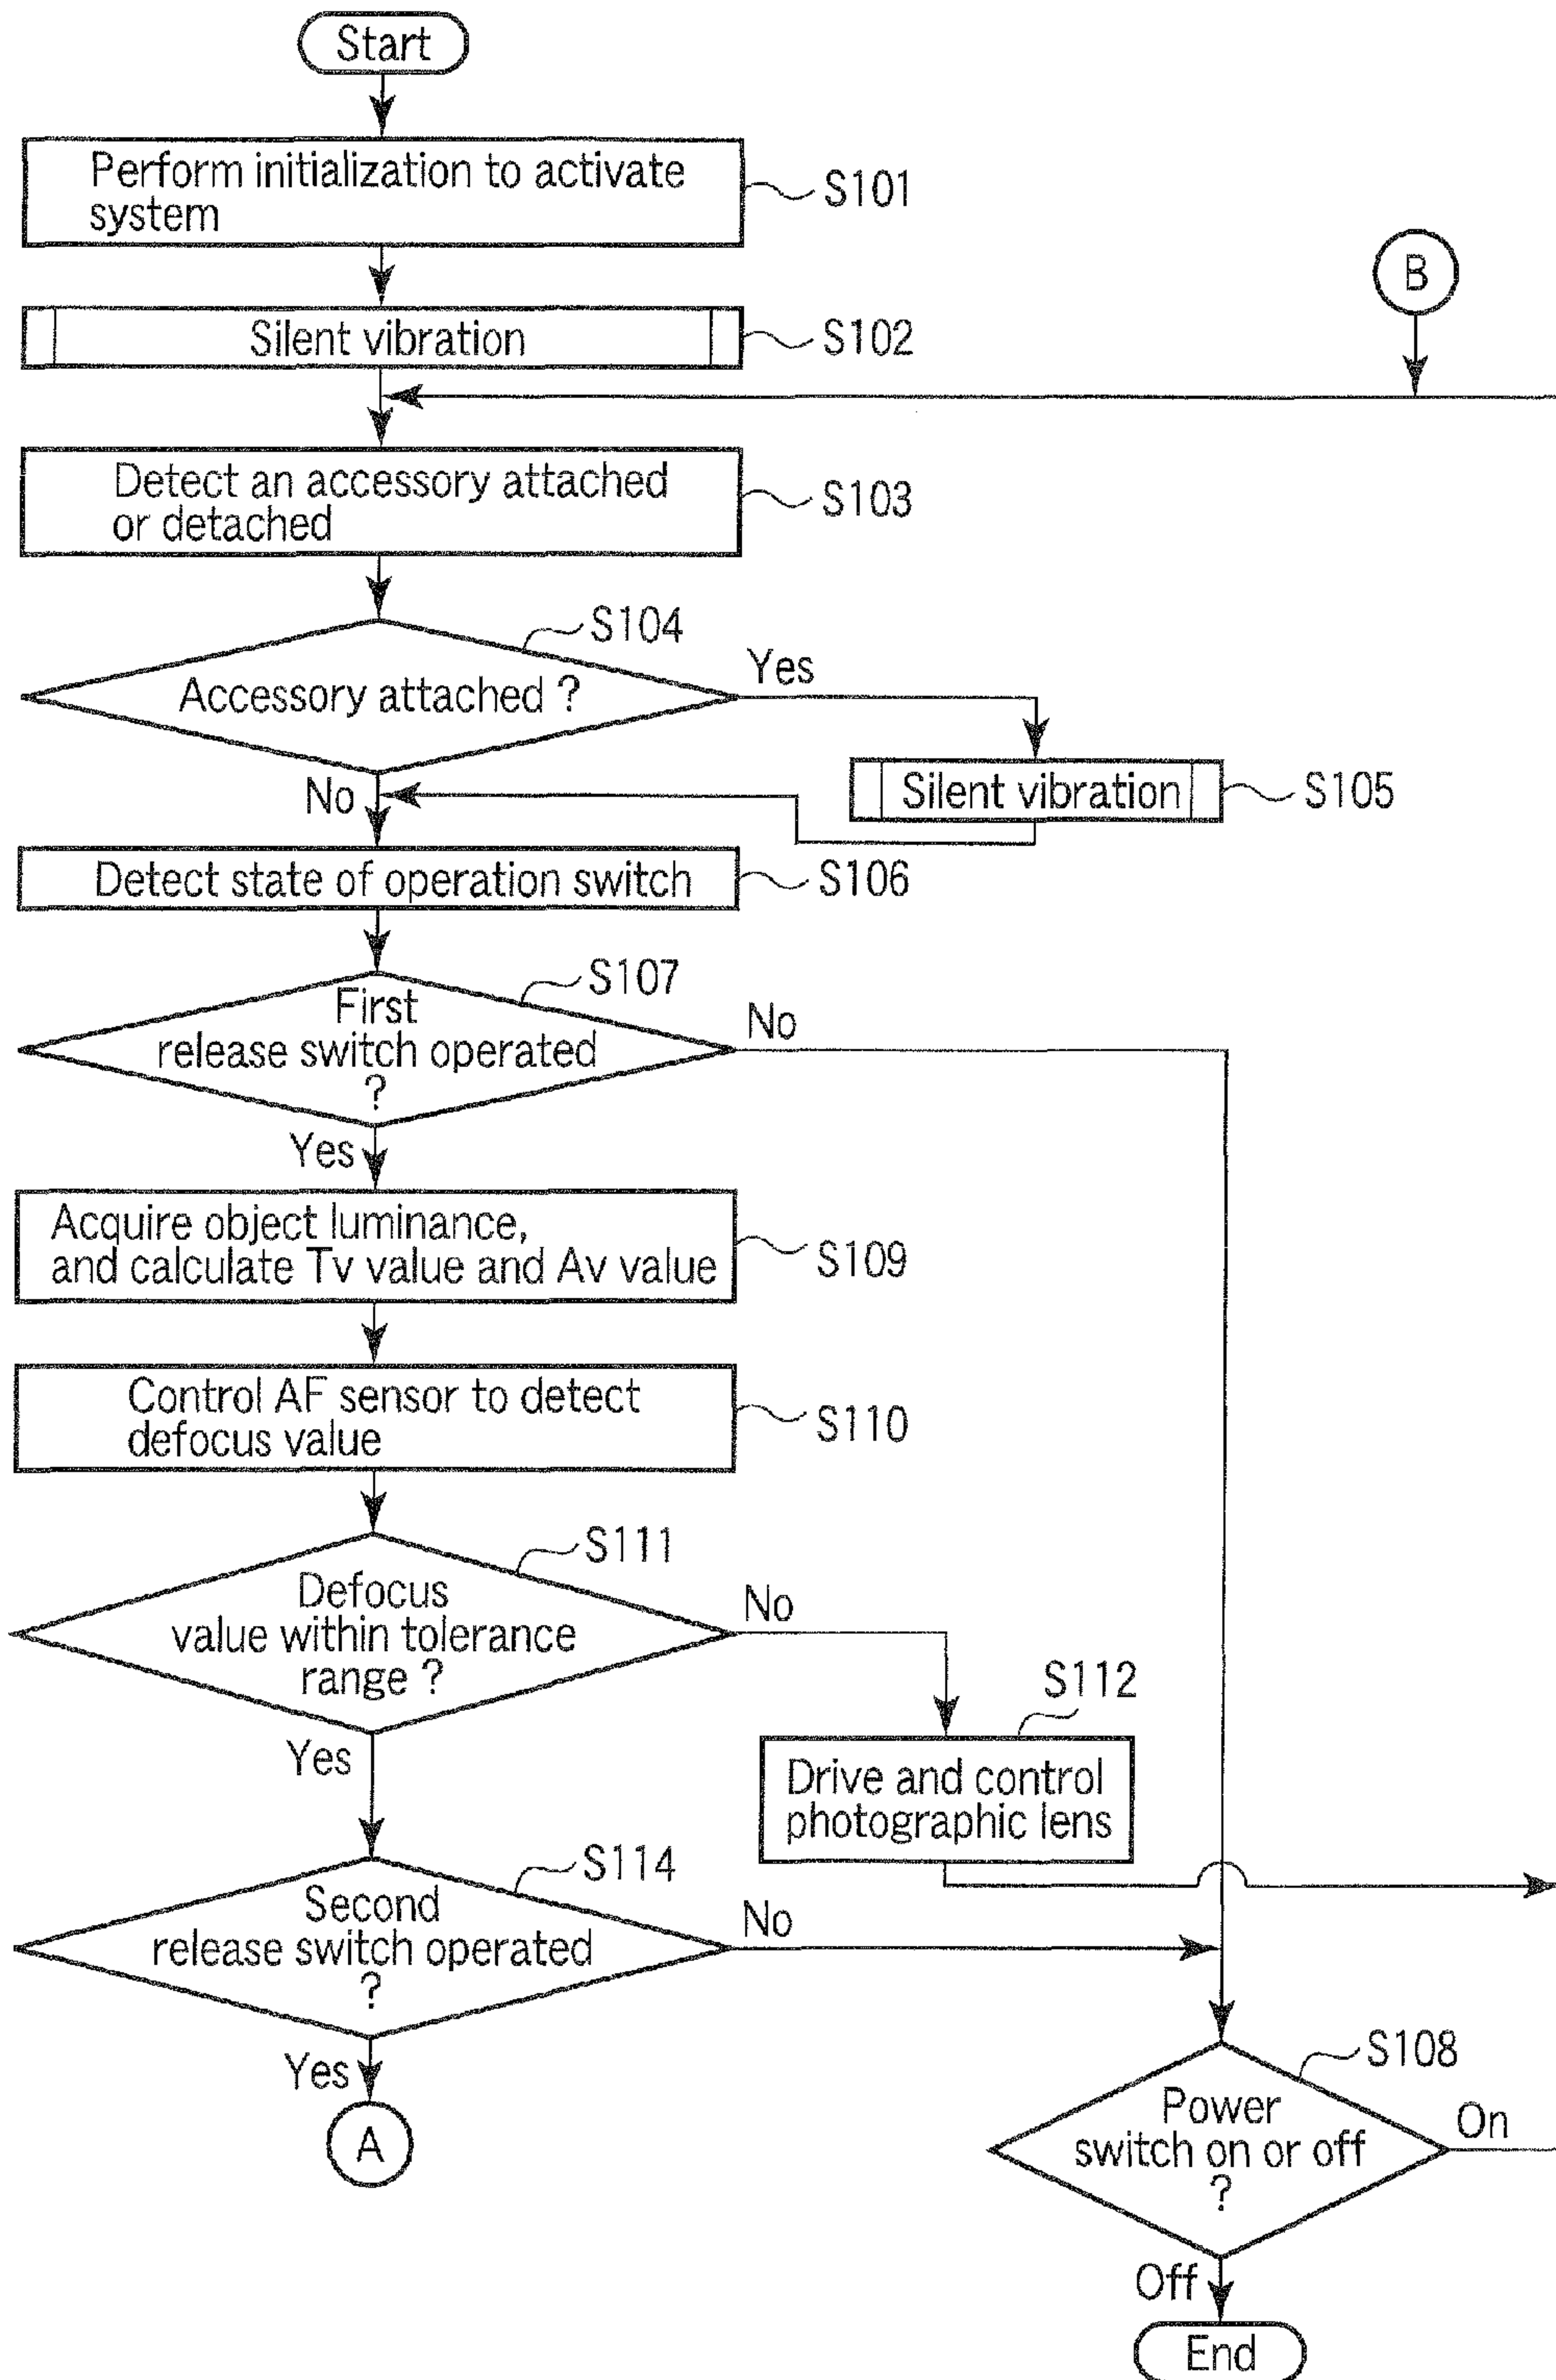 Start
Perform initialization to activate
system
S101
B
Silent vibration
S102
Detect an accessory attached
or detached
S103
S104
Accessory attached ?
Yes
No
Silent vibration
S105
Detect state of operation switch
S106
S107
First
release switch operated
?
No
Yes
Acquire object luminance,
and calculate Tv value and Av value
S109
Control AF sensor to detect
defocus value
S110
S111
Defocus
value within tolerance
range ?
No
Yes
S112
Drive and control
photographic lens
S114
Second
release switch operated
?
No
Yes
A
S108
Power
switch on or off
?
On
Off
End